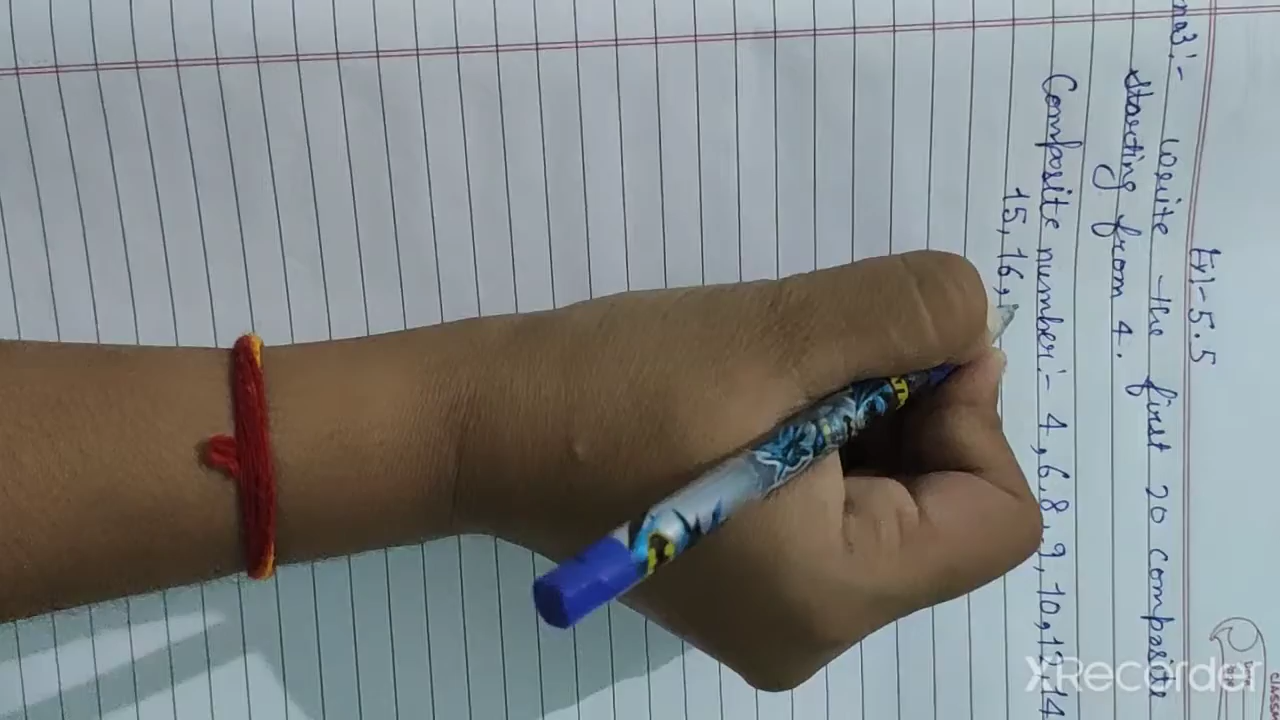 Ex-5.5
no3:- Write the first 20 composite
starting from 4.
Composite number:- 4,6,8,9,10,12,14
15,16,
XRecorder